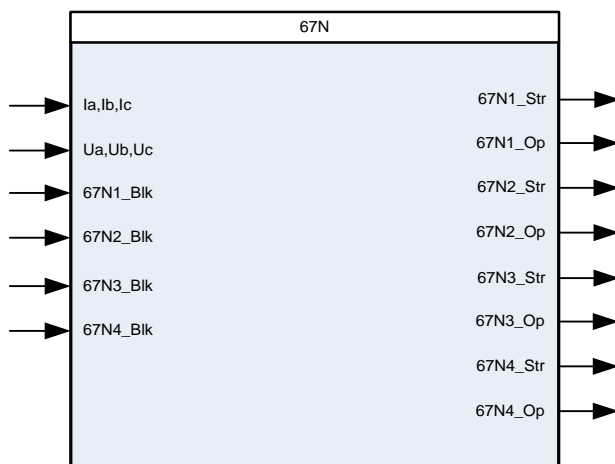 67N
Ia,Ib,Ic
Ua,Ub,Uc
67N1_Blk
67N2_Blk
67N3_Blk
67N4_Blk
67N1_Str
67N1_Op
67N2_Str
67N2_Op
67N3_Str
67N3_Op
67N4_Str
67N4_Op